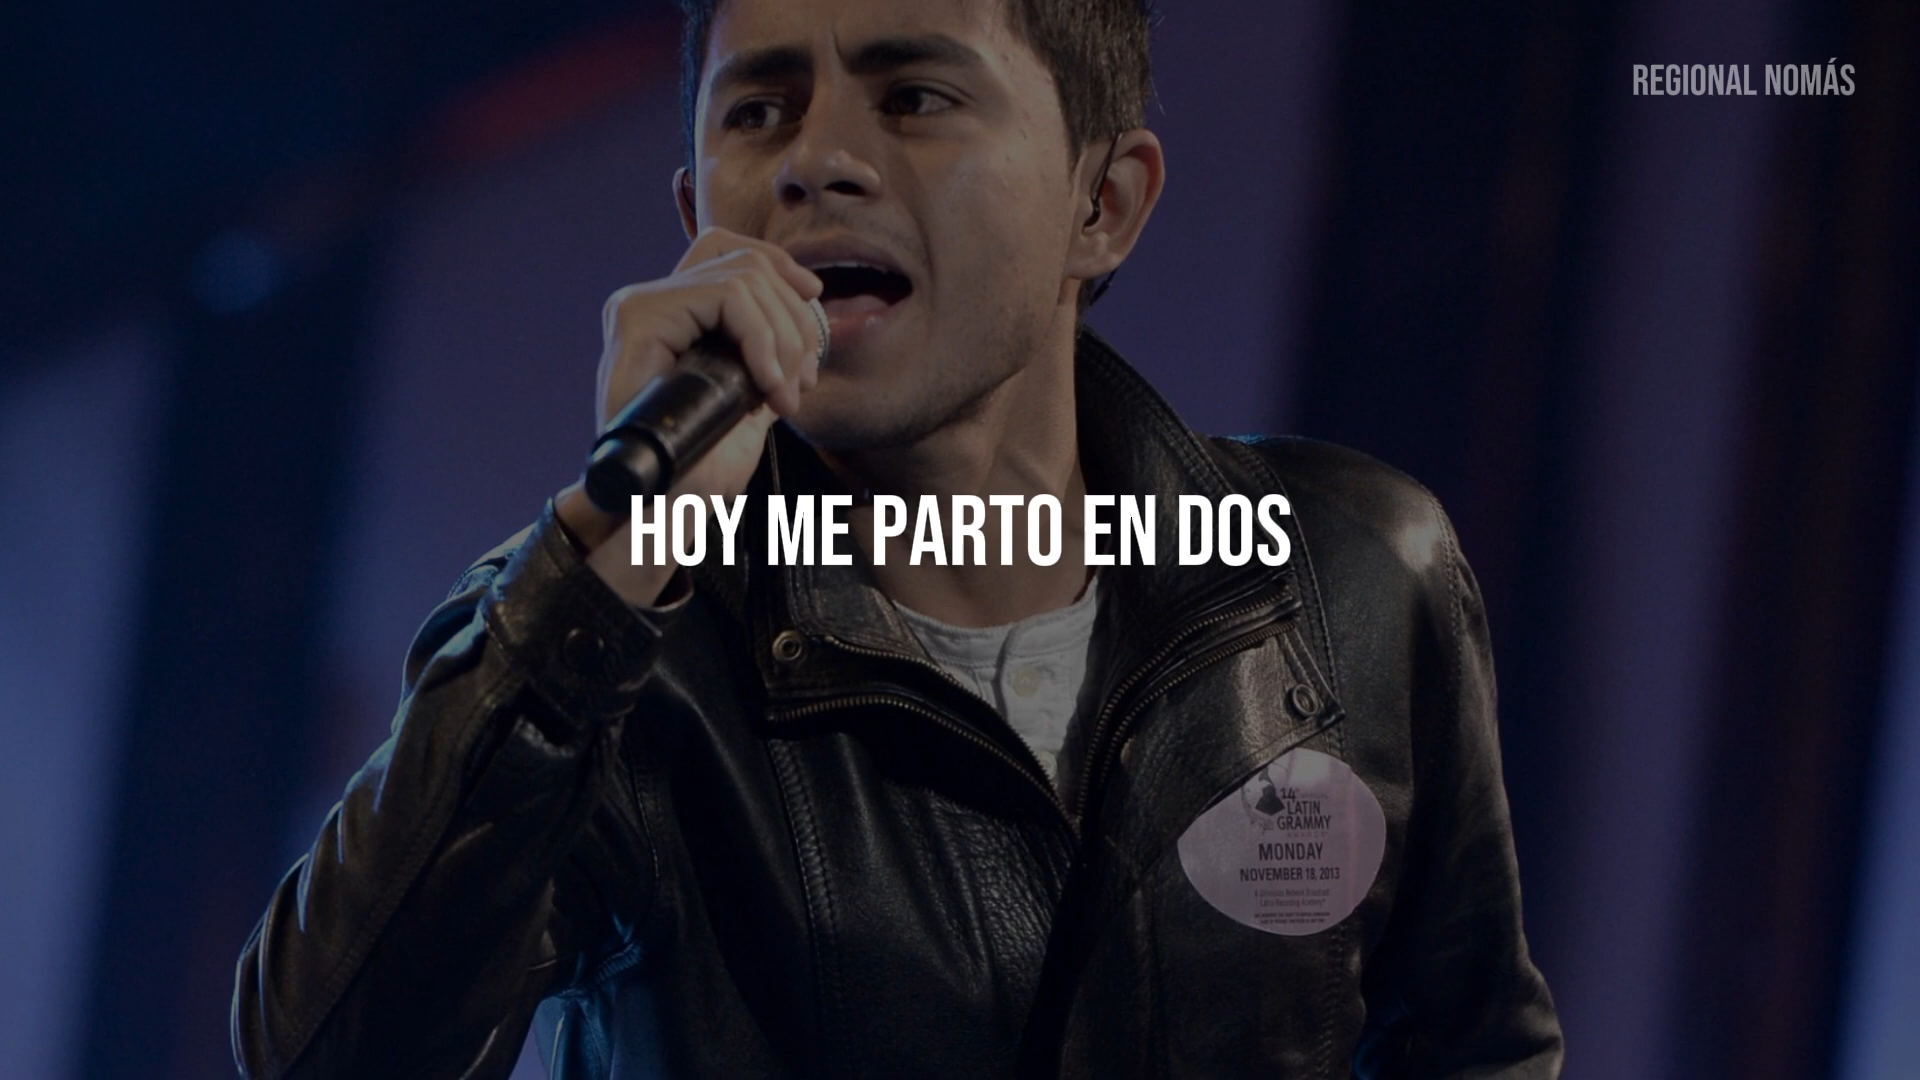 REGIONAL NOMÁS
HOY ME PARTO EN DOS
14
LATIN
GRAMMY
MONDAY
NOVEMBER 18, 2013